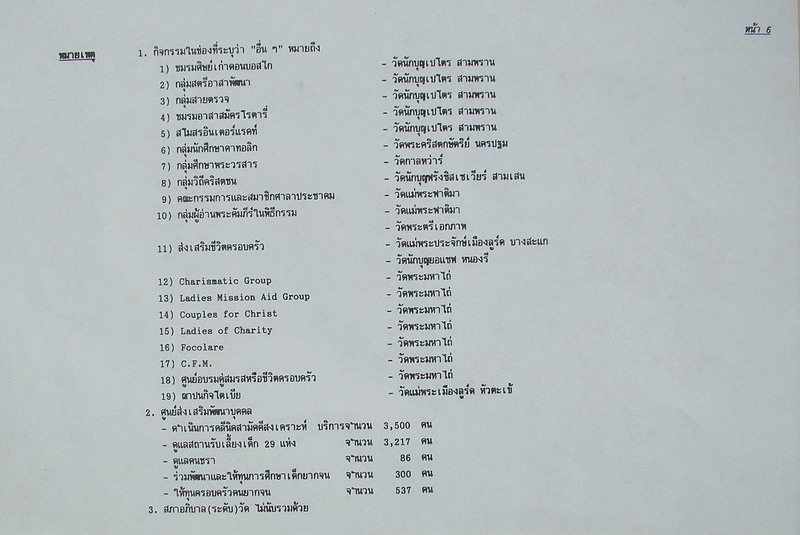 หน้า 6
หมายเหตุ 1. กิจกรรมในช่องที่ระบุว่า "อื่น ๆ" หมายถึง
1) ชมรมศิษย์เก่าดอนบอสโก - วัดนักบุญเปโตร สามพราน
2) กลุ่มสตรีอาสาพัฒนา - วัดนักบุญเปโตร สามพราน
3) กลุ่มสายตรวจ - วัดนักบุญเปโตร สามพราน
4) ชมรมอาสาสมัครโรตารี่ - วัดนักบุญเปโตร สามพราน
5) สโมสรอินเตอร์แรคท์ - วัดนักบุญเปโตร สามพราน
6) กลุ่มนักศึกษาคาทอลิก - วัดพระคริสตกษัตริย์ นครปฐม
7) กลุ่มศึกษาพระวรสาร - วัดกาลหว่าร์
8) กลุ่มวิถีคริสตชน - วัดนักบุญฟรังซิสเซเวียร์ สามเสน
9) คณะกรรมการและสมาชิกศาลาประชาคม - วัดแม่พระฟาติมา
10) กลุ่มผู้อ่านพระคัมภีร์ในพิธีกรรม - วัดแม่พระฟาติมา
- วัดพระตรีเอกภาพ
11) ส่งเสริมชีวิตครอบครัว - วัดแม่พระประจักษ์เมืองลูร์ด บางสะแก
- วัดนักบุญยอแซฟ หนองรี
12) Charismatic Group - วัดพระมหาไถ่
13) Ladies Mission Aid Group - วัดพระมหาไถ่
14) Couples for Christ - วัดพระมหาไถ่
15) Ladies of Charity - วัดพระมหาไถ่
16) Focolare - วัดพระมหาไถ่
17) C.F.M. - วัดพระมหาไถ่
18) ศูนย์อบรมคู่สมรสหรือชีวิตครอบครัว - วัดพระมหาไถ่
19) ฌาปนกิจโตเบีย - วัดแม่พระเมืองลูร์ด หัวตะเข้
2. ศูนย์ส่งเสริมพัฒนาบุคคล
- ดำเนินการคลีนิคสามัคคีสงเคราะห์ บริการจำนวน 3,500 คน
- ดูแลสถานรับเลี้ยงเด็ก 29 แห่ง จำนวน 3,217 คน
- ดูแลคนชรา จำนวน 86 คน
- ร่วมพัฒนาและให้ทุนการศึกษาเด็กยากจน จำนวน 300 คน
- ให้ทุนครอบครัวคนยากจน จำนวน 537 คน
3. สภาอภิบาล(ระดับ)วัด ไม่นับรวมด้วย